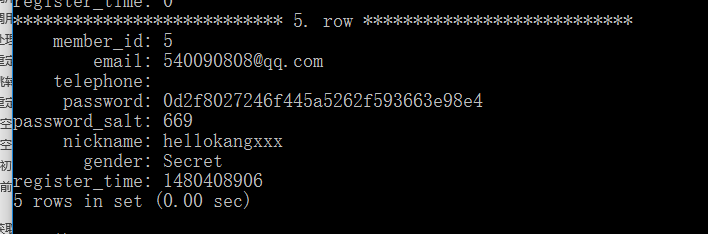 register_time: 0
*************************** 5. row ***************************
member_id: 5
email: 540090808@qq.com
telephone:
password: 0d2f8027246f445a5262f593663e98e4
password_salt: 669
nickname: hellokangxxx
gender: Secret
register_time: 1480408906
5 rows in set (0.00 sec)